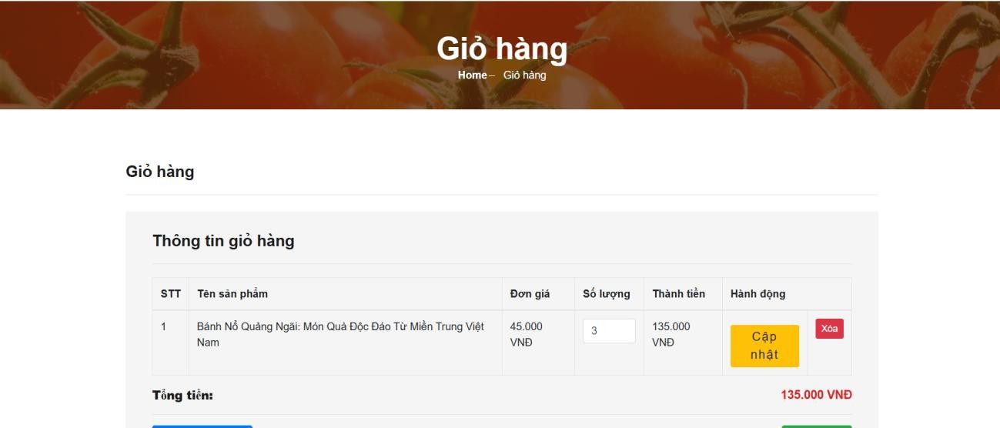 Giỏ hàng
Home – Giỏ hàng
Giỏ hàng
Thông tin giỏ hàng
STT Tên sản phẩm Đơn giá Số lượng Thành tiền Hành động
1 Bánh Nổ Quảng Ngãi: Món Quà Độc Đáo Từ Miền Trung Việt Nam 45.000 VNĐ 3 135.000 VNĐ Cập nhật Xóa
Tổng tiền: 135.000 VNĐ